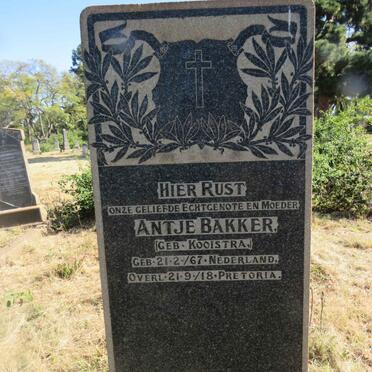 HIER RUST
ONZE GELIEFDE ECHTGENOTE EN MOEDER
ANTJE BAKKER,
(GEB. KOOISTRA.)
GEB. 21-2-/67. NEDERLAND.
OVERL. 21-9-/18. PRETORIA.